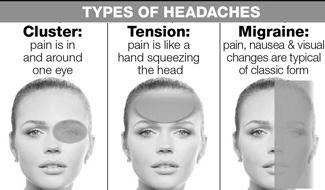 TYPES OF HEADACHES
Cluster:
pain is in
and around
one eye
Tension:
pain is like a
hand squeezing
the head
Migraine:
pain, nausea & visual
changes are typical
of classic form